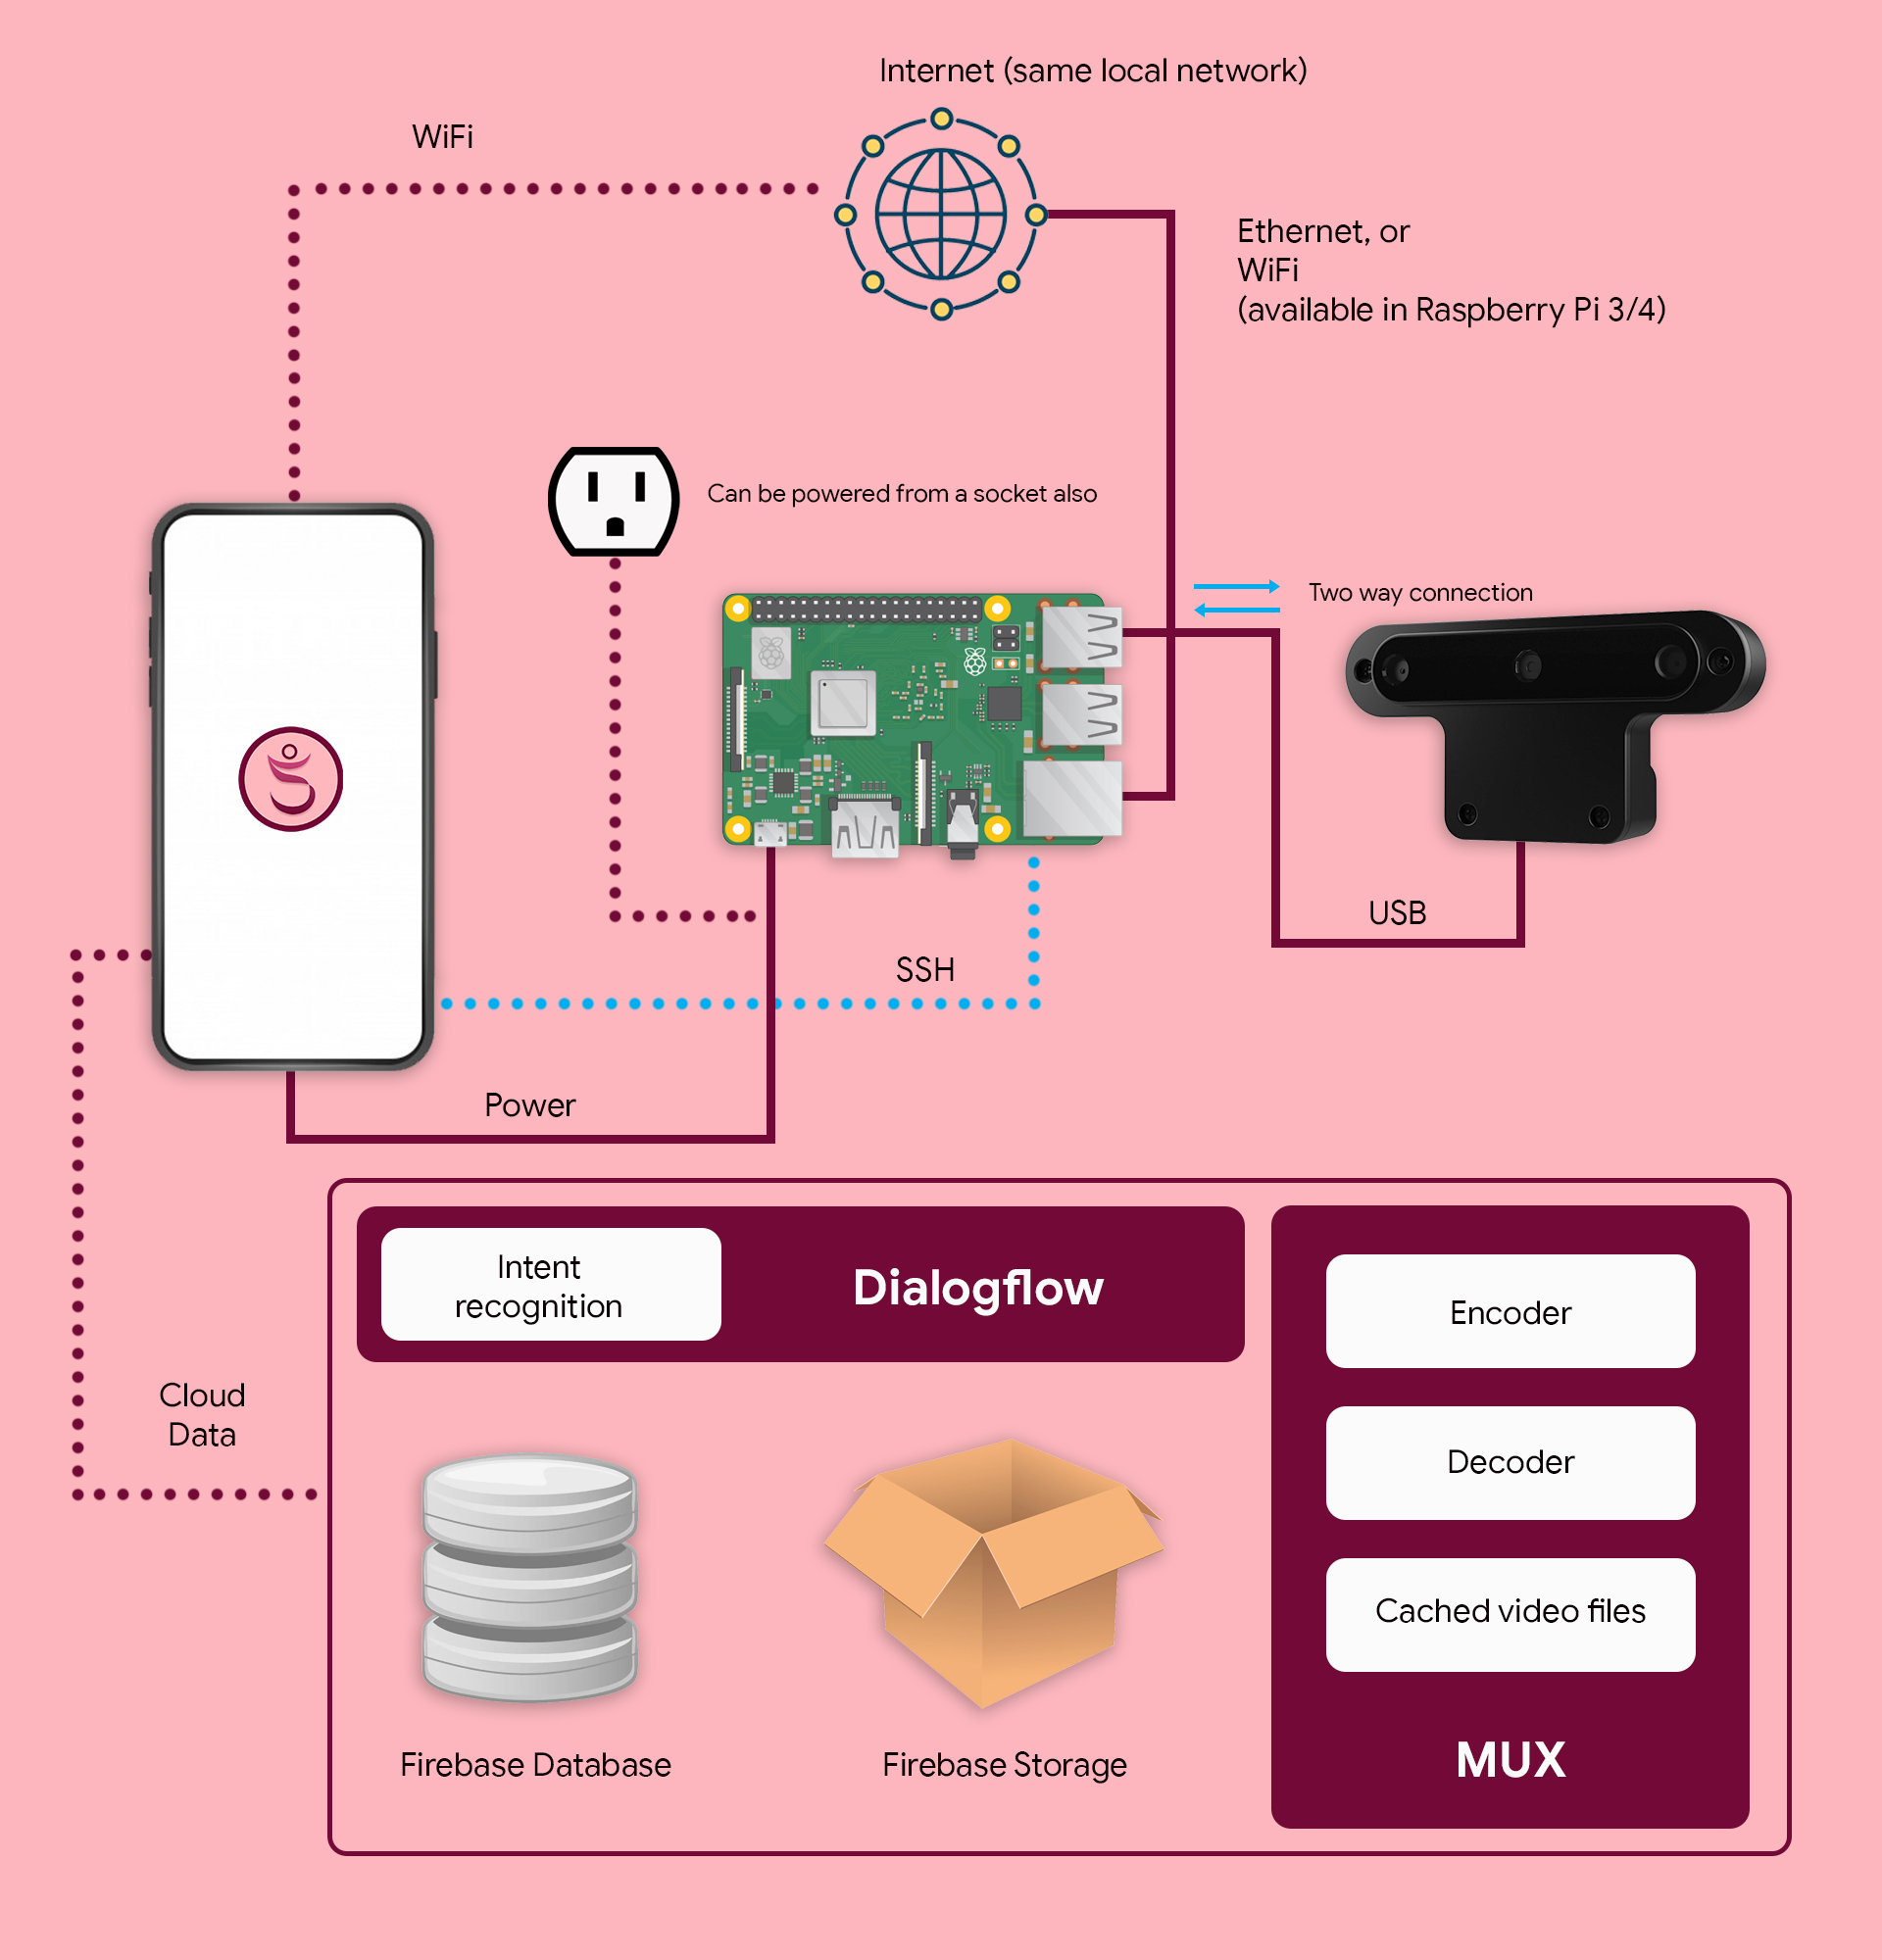 Internet (same local network)
WiFi
Ethernet, or
WiFi
(available in Raspberry Pi 3/4)
Can be powered from a socket also
Two way connection
USB
SSH
Power
Intent
recognition
Dialogflow
Encoder
Decoder
Cached video files
MUX
Cloud
Data
Firebase Database
Firebase Storage